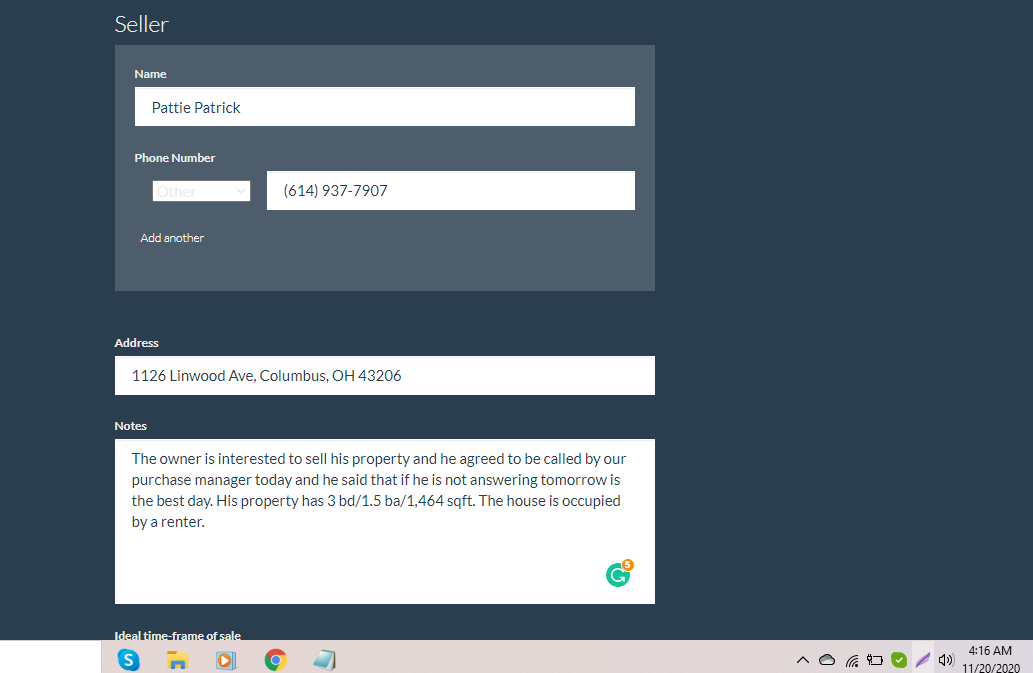 Seller
Name
Pattie Patrick
Phone Number
Other
(614) 937-7907
Add another
Address
1126 Linwood Ave, Columbus, OH 43206
Notes
The owner is interested to sell his property and he agreed to be called by our
purchase manager today and he said that if he is not answering tomorrow is
the best day. His property has 3 bd/1.5 ba/1,464 sqft. The house is occupied
by a renter.
5
Ideal time-frame of sale
4:16 AM
11/20/2020